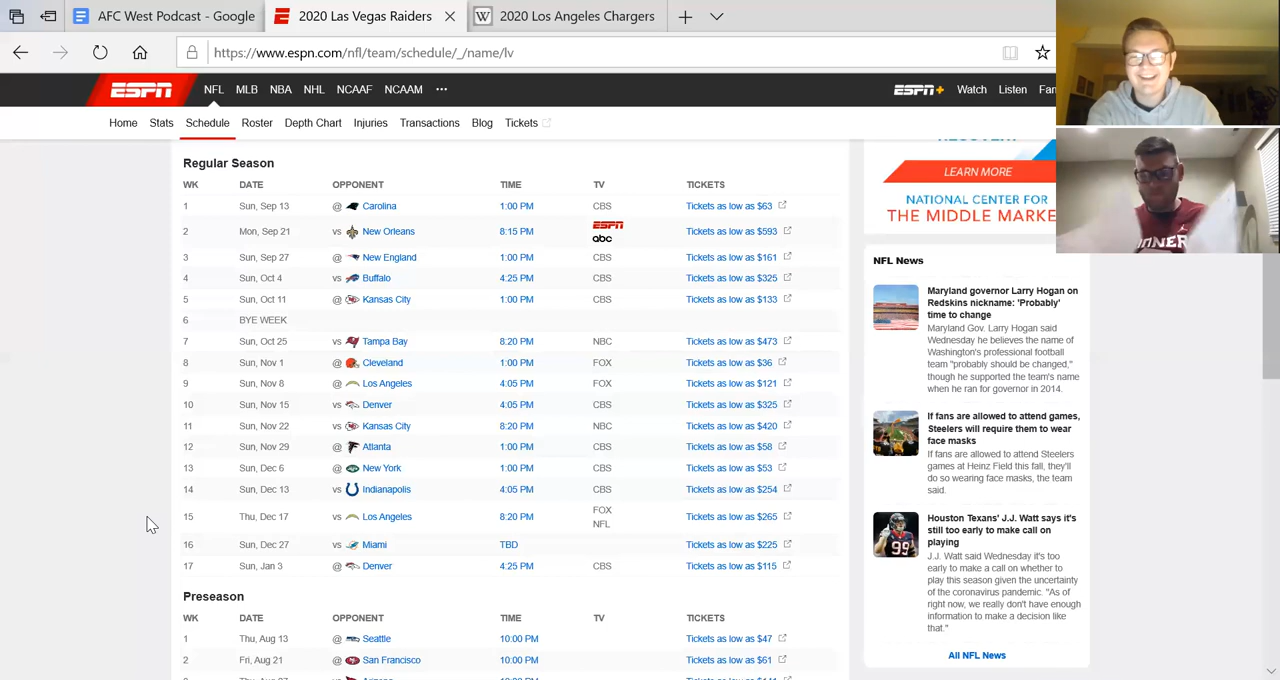 AFC West Podcast - Google
2020 Las Vegas Raiders
2020 Los Angeles Chargers
https://www.espn.com/nfl/team/schedule/_/name/lv
ESPN NFL MLB NBA NHL NCAAF NCAAM ••• ESPN+ Watch Listen Fan
Home Stats Schedule Roster Depth Chart Injuries Transactions Blog Tickets
Regular Season
WK DATE OPPONENT TIME TV TICKETS
1 Sun, Sep 13 @ Carolina 1:00 PM CBS Tickets as low as $63
2 Mon, Sep 21 vs New Orleans 8:15 PM ESPN abc Tickets as low as $593
3 Sun, Sep 27 @ New England 1:00 PM CBS Tickets as low as $161
4 Sun, Oct 4 vs Buffalo 4:25 PM CBS Tickets as low as $325
5 Sun, Oct 11 @ Kansas City 1:00 PM CBS Tickets as low as $133
6 BYE WEEK
7 Sun, Oct 25 vs Tampa Bay 8:20 PM NBC Tickets as low as $473
8 Sun, Nov 1 @ Cleveland 1:00 PM FOX Tickets as low as $36
9 Sun, Nov 8 @ Los Angeles 4:05 PM FOX Tickets as low as $121
10 Sun, Nov 15 vs Denver 4:05 PM CBS Tickets as low as $325
11 Sun, Nov 22 vs Kansas City 8:20 PM NBC Tickets as low as $420
12 Sun, Nov 29 @ Atlanta 1:00 PM CBS Tickets as low as $58
13 Sun, Dec 6 @ New York 1:00 PM CBS Tickets as low as $53
14 Sun, Dec 13 vs Indianapolis 4:05 PM CBS Tickets as low as $254
15 Thu, Dec 17 vs Los Angeles 8:20 PM FOX NFL Tickets as low as $265
16 Sun, Dec 27 vs Miami TBD Tickets as low as $225
17 Sun, Jan 3 @ Denver 4:25 PM CBS Tickets as low as $115
Preseason
WK DATE OPPONENT TIME TV TICKETS
1 Thu, Aug 13 @ Seattle 10:00 PM Tickets as low as $47
2 Fri, Aug 21 @ San Francisco 10:00 PM Tickets as low as $61
LEARN MORE
NATIONAL CENTER FOR
THE MIDDLE MARKE
NFL News
Maryland governor Larry Hogan on
Redskins nickname: 'Probably'
time to change
Maryland Gov. Larry Hogan said
Wednesday he believes the name
of Washington's professional football
team "probably should be changed,"
though he supported the team's name
when he ran for governor in 2014.
If fans are allowed to attend games,
Steelers will require them to wear
face masks
If fans are allowed to attend Steelers
games at Heinz Field this fall, they'll
do so wearing face masks, the team
said.
Houston Texans' J.J. Watt says it's
still too early to make call on
playing
J.J. Watt said Wednesday it's too
early to make a call on whether to
play this season given the uncertainty
of the coronavirus pandemic. "As of
right now, we really don't have enough
information to make a decision like
that."
All NFL News